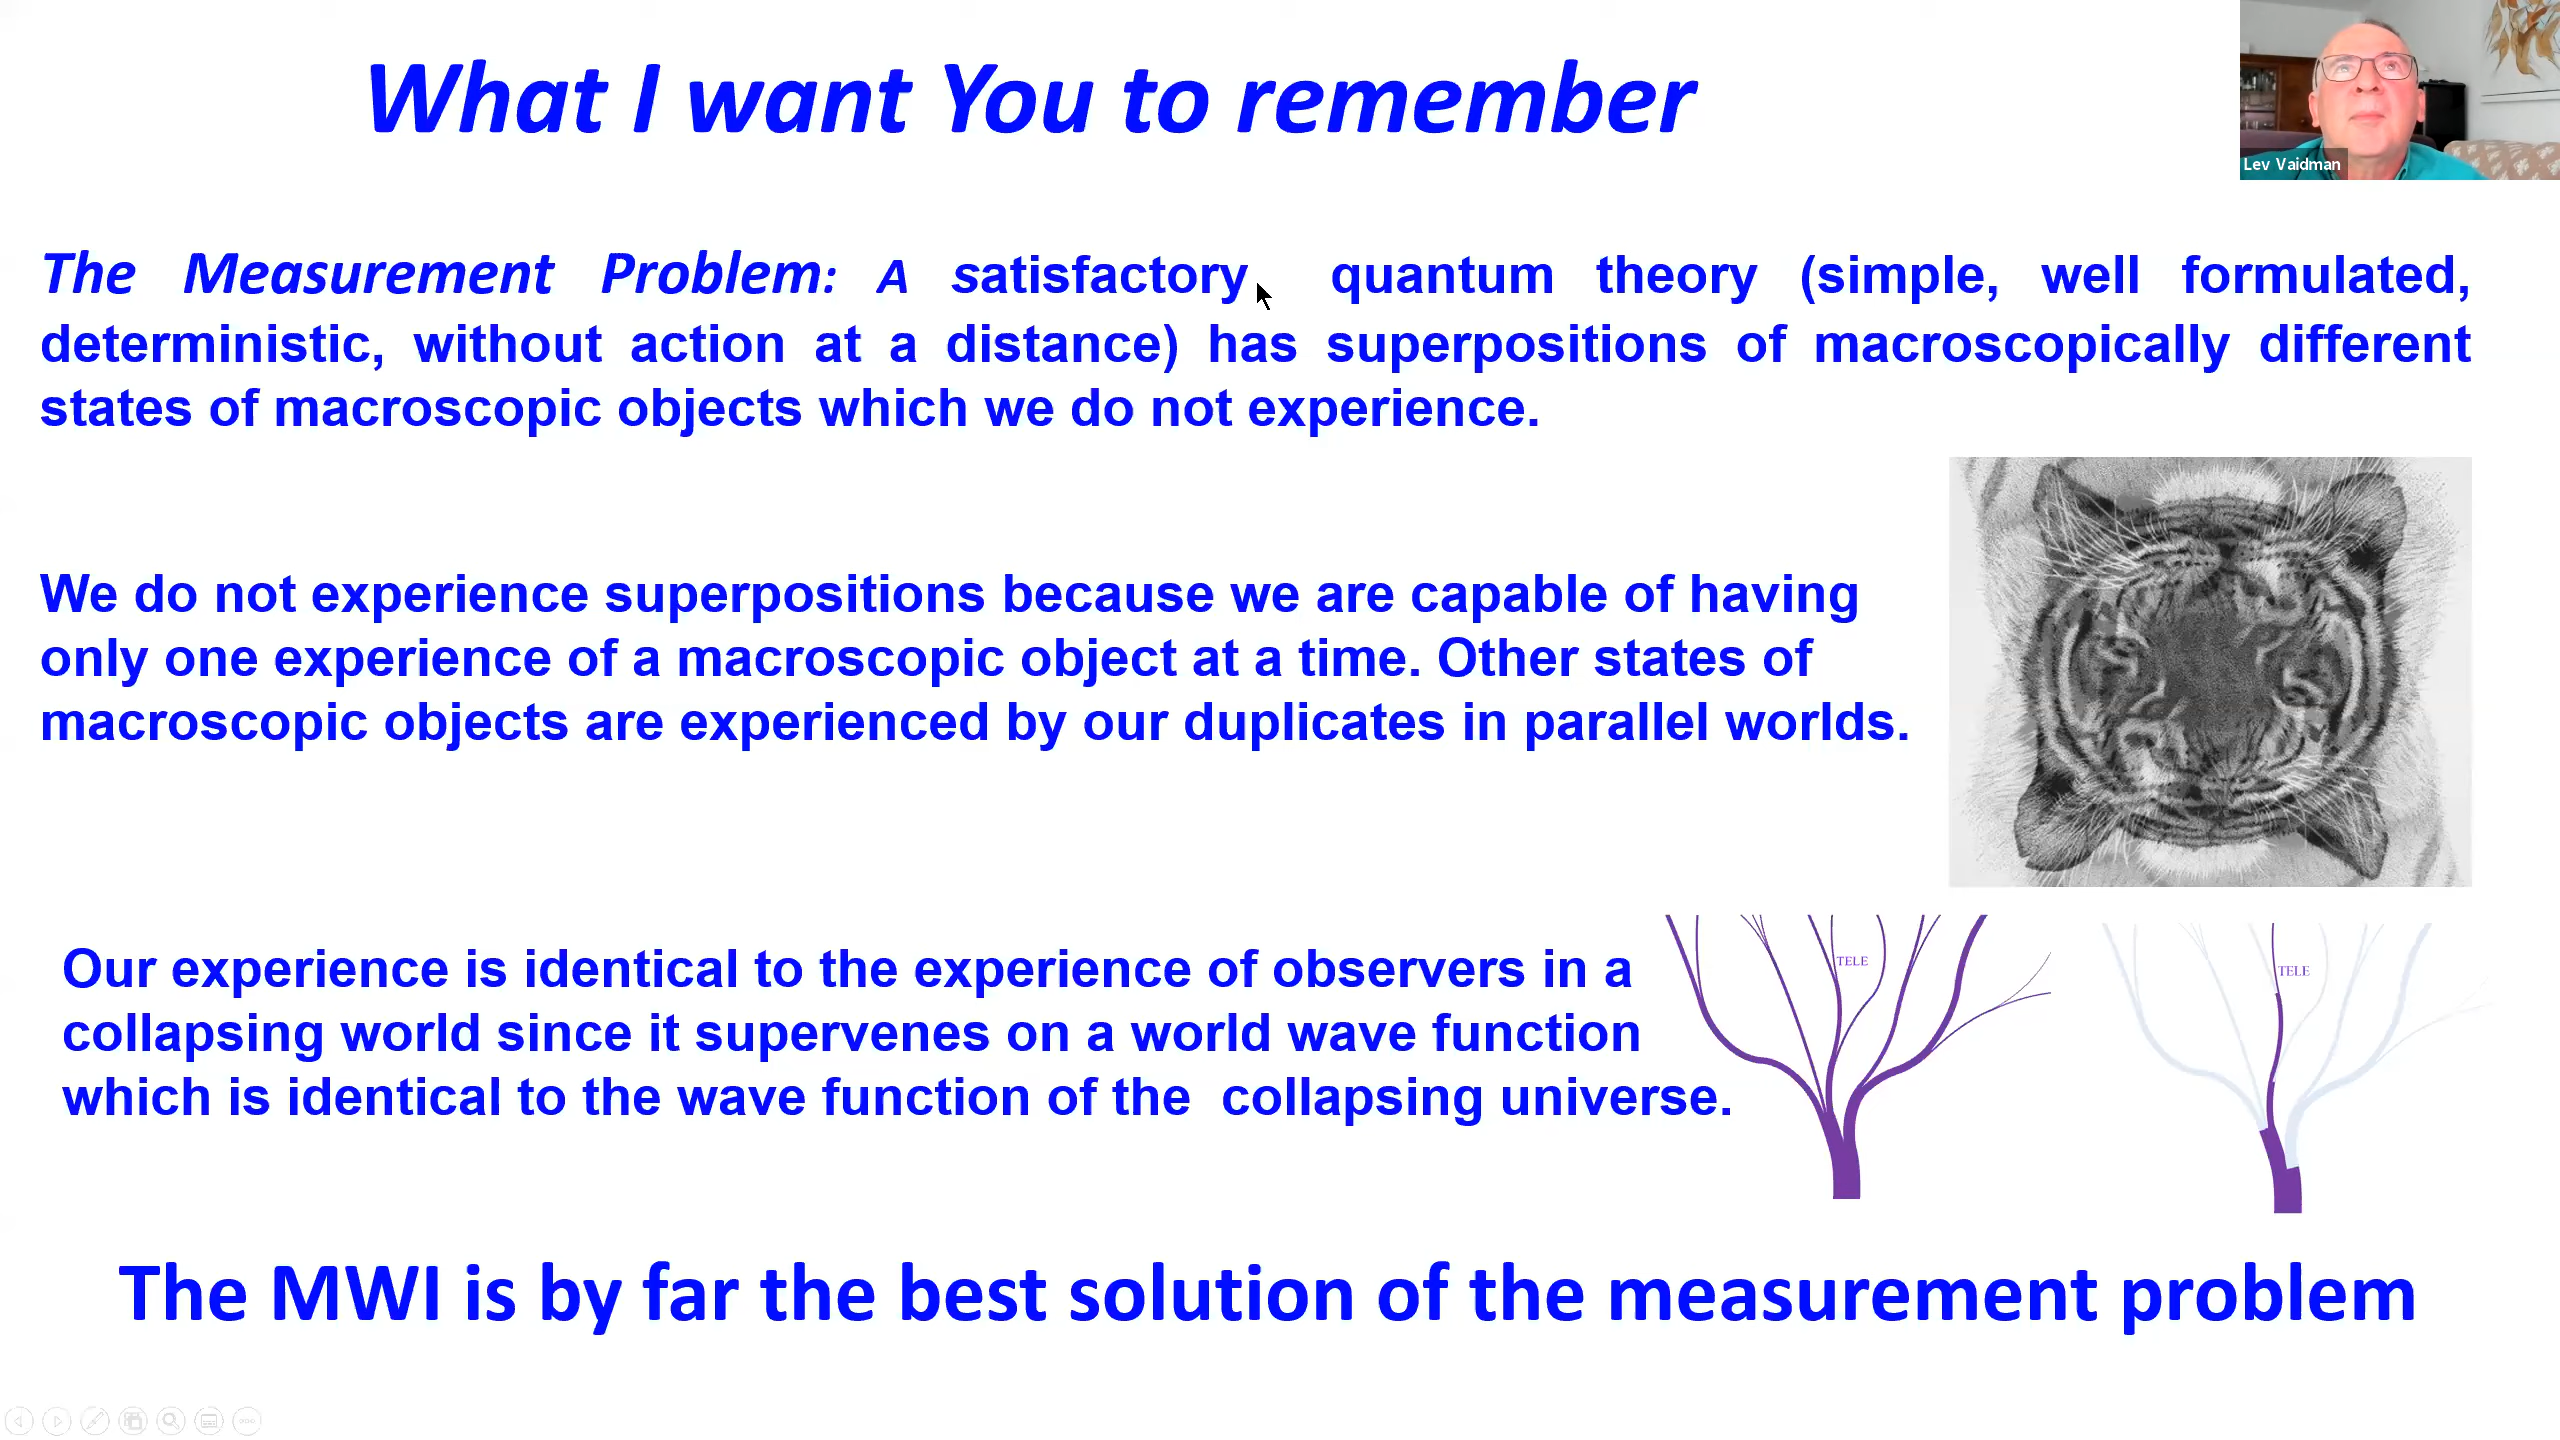 What I want You to remember
Lev Vaidman
The Measurement Problem: A satisfactory quantum theory (simple, well formulated,
deterministic, without action at a distance) has superpositions of macroscopically different
states of macroscopic objects which we do not experience.
We do not experience superpositions because we are capable of having
only one experience of a macroscopic object at a time. Other states of
macroscopic objects are experienced by our duplicates in parallel worlds.
Our experience is identical to the experience of observers in a
collapsing world since it supervenes on a world wave function
which is identical to the wave function of the collapsing universe.
TELE
TELE
The MWI is by far the best solution of the measurement problem